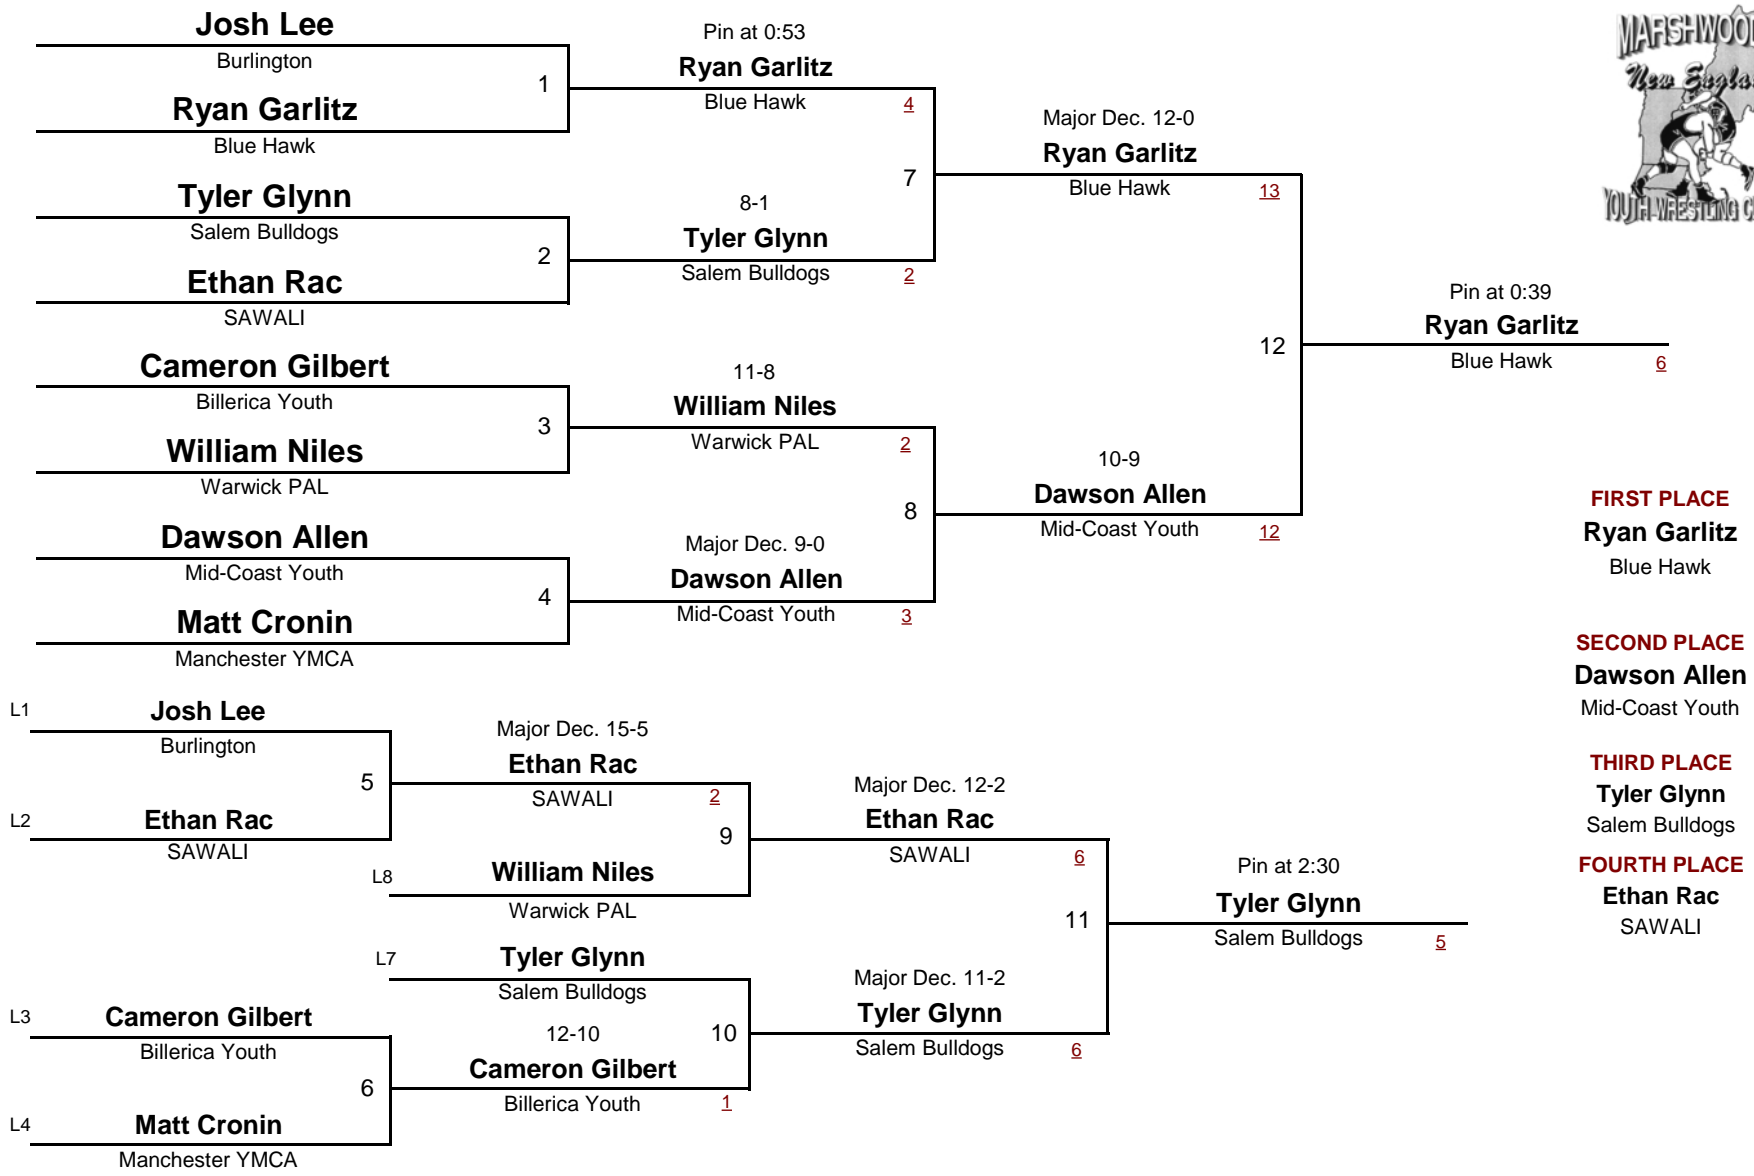 Josh Lee
Burlington
1
Ryan Garlitz
Blue Hawk
Tyler Glynn
Salem Bulldogs
2
Ethan Rac
SAWALI
Cameron Gilbert
Billerica Youth
3
William Niles
Warwick PAL
Dawson Allen
Mid-Coast Youth
4
Matt Cronin
Manchester YMCA
Pin at 0:53
Ryan Garlitz
Blue Hawk 4
7
8-1
Tyler Glynn
Salem Bulldogs 2
11-8
William Niles
Warwick PAL 2
8
Major Dec. 9-0
Dawson Allen
Mid-Coast Youth 3
Major Dec. 12-0
Ryan Garlitz
Blue Hawk 13
12
10-9
Dawson Allen
Mid-Coast Youth 12
Pin at 0:39
Ryan Garlitz
Blue Hawk 6
MARSHWOOD
New Engla
YOUTH WRESTLING C
FIRST PLACE
Ryan Garlitz
Blue Hawk
SECOND PLACE
Dawson Allen
Mid-Coast Youth
THIRD PLACE
Tyler Glynn
Salem Bulldogs
FOURTH PLACE
Ethan Rac
SAWALI
L1 Josh Lee
Burlington
5
L2 Ethan Rac
SAWALI
Major Dec. 15-5
Ethan Rac
SAWALI 2
9
L8 William Niles
Warwick PAL
L7 Tyler Glynn
Salem Bulldogs
10
12-10
Cameron Gilbert
Billerica Youth 1
L3 Cameron Gilbert
Billerica Youth
6
L4 Matt Cronin
Manchester YMCA
Major Dec. 12-2
Ethan Rac
SAWALI 6
11
Major Dec. 11-2
Tyler Glynn
Salem Bulldogs 6
Pin at 2:30
Tyler Glynn
Salem Bulldogs 5